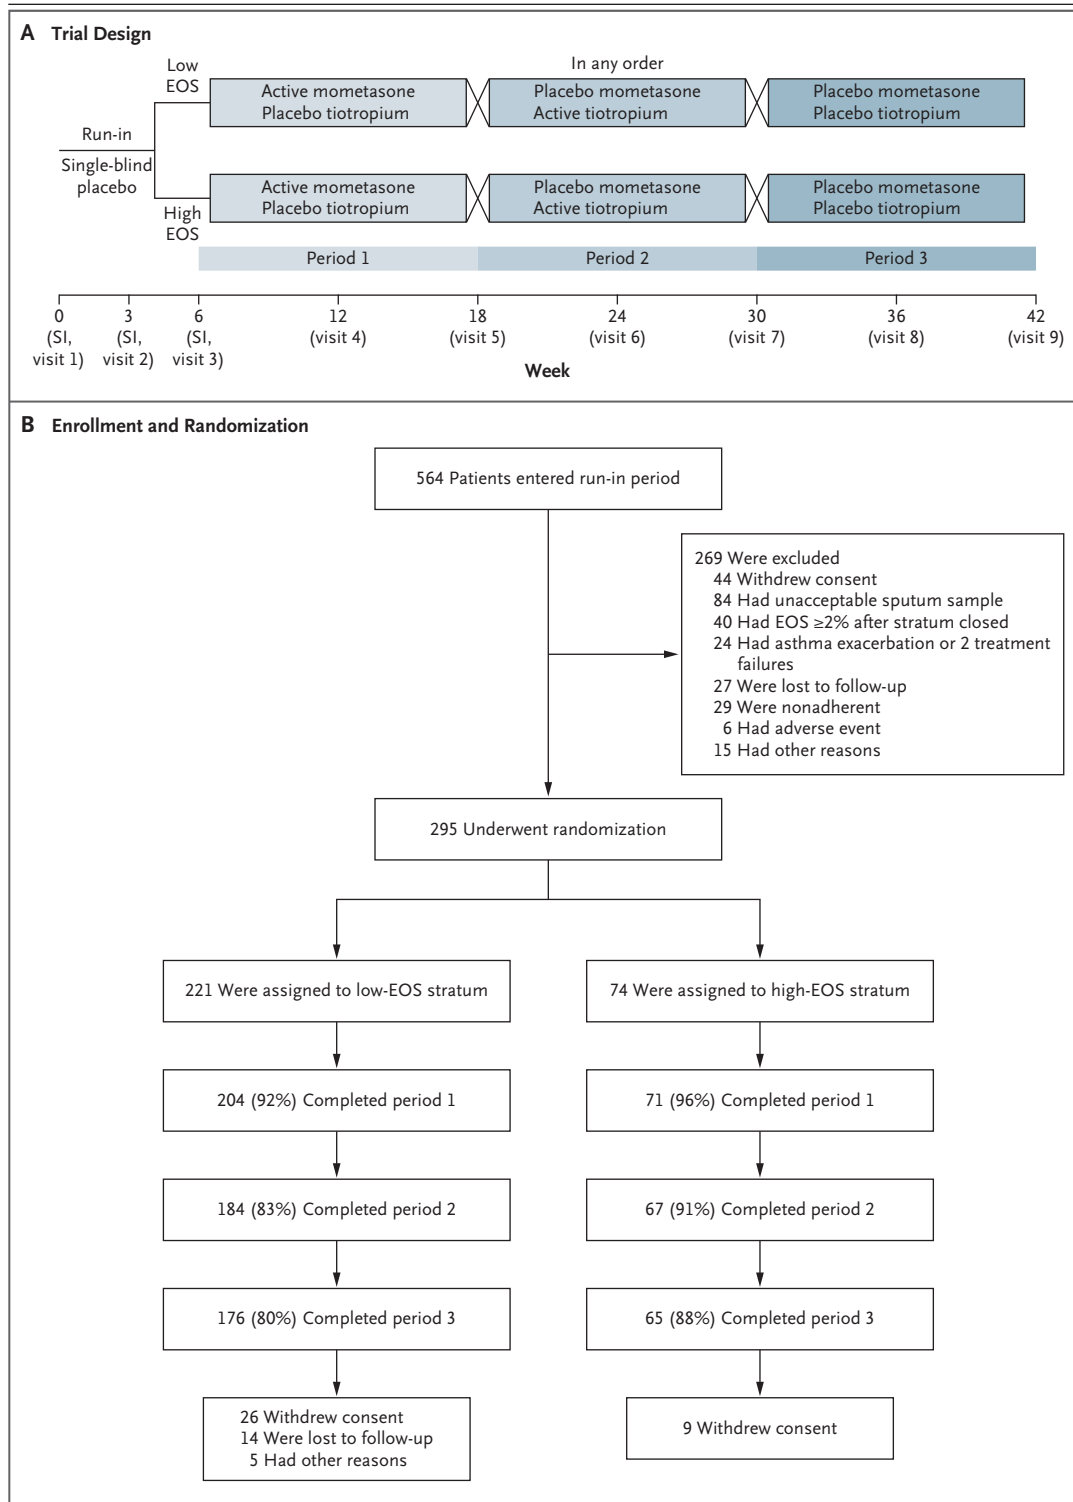 A Trial Design
Low
EOS
In any order
Active mometasone
Placebo tiotropium
Placebo mometasone
Active tiotropium
Placebo mometasone
Placebo tiotropium
Run-in
Single-blind
placebo
High
EOS
Active mometasone
Placebo tiotropium
Placebo mometasone
Active tiotropium
Placebo mometasone
Placebo tiotropium
Period 1
Period 2
Period 3
0
(SI,
visit 1)
3
(SI,
visit 2)
6
(SI,
visit 3)
12
(visit 4)
18
(visit 5)
24
(visit 6)
30
(visit 7)
36
(visit 8)
42
(visit 9)
Week
B Enrollment and Randomization
564 Patients entered run-in period
269 Were excluded
44 Withdrew consent
84 Had unacceptable sputum sample
40 Had EOS ≥2% after stratum closed
24 Had asthma exacerbation or 2 treatment
failures
27 Were lost to follow-up
29 Were nonadherent
6 Had adverse event
15 Had other reasons
295 Underwent randomization
221 Were assigned to low-EOS stratum
74 Were assigned to high-EOS stratum
204 (92%) Completed period 1
71 (96%) Completed period 1
184 (83%) Completed period 2
67 (91%) Completed period 2
176 (80%) Completed period 3
65 (88%) Completed period 3
26 Withdrew consent
14 Were lost to follow-up
5 Had other reasons
9 Withdrew consent